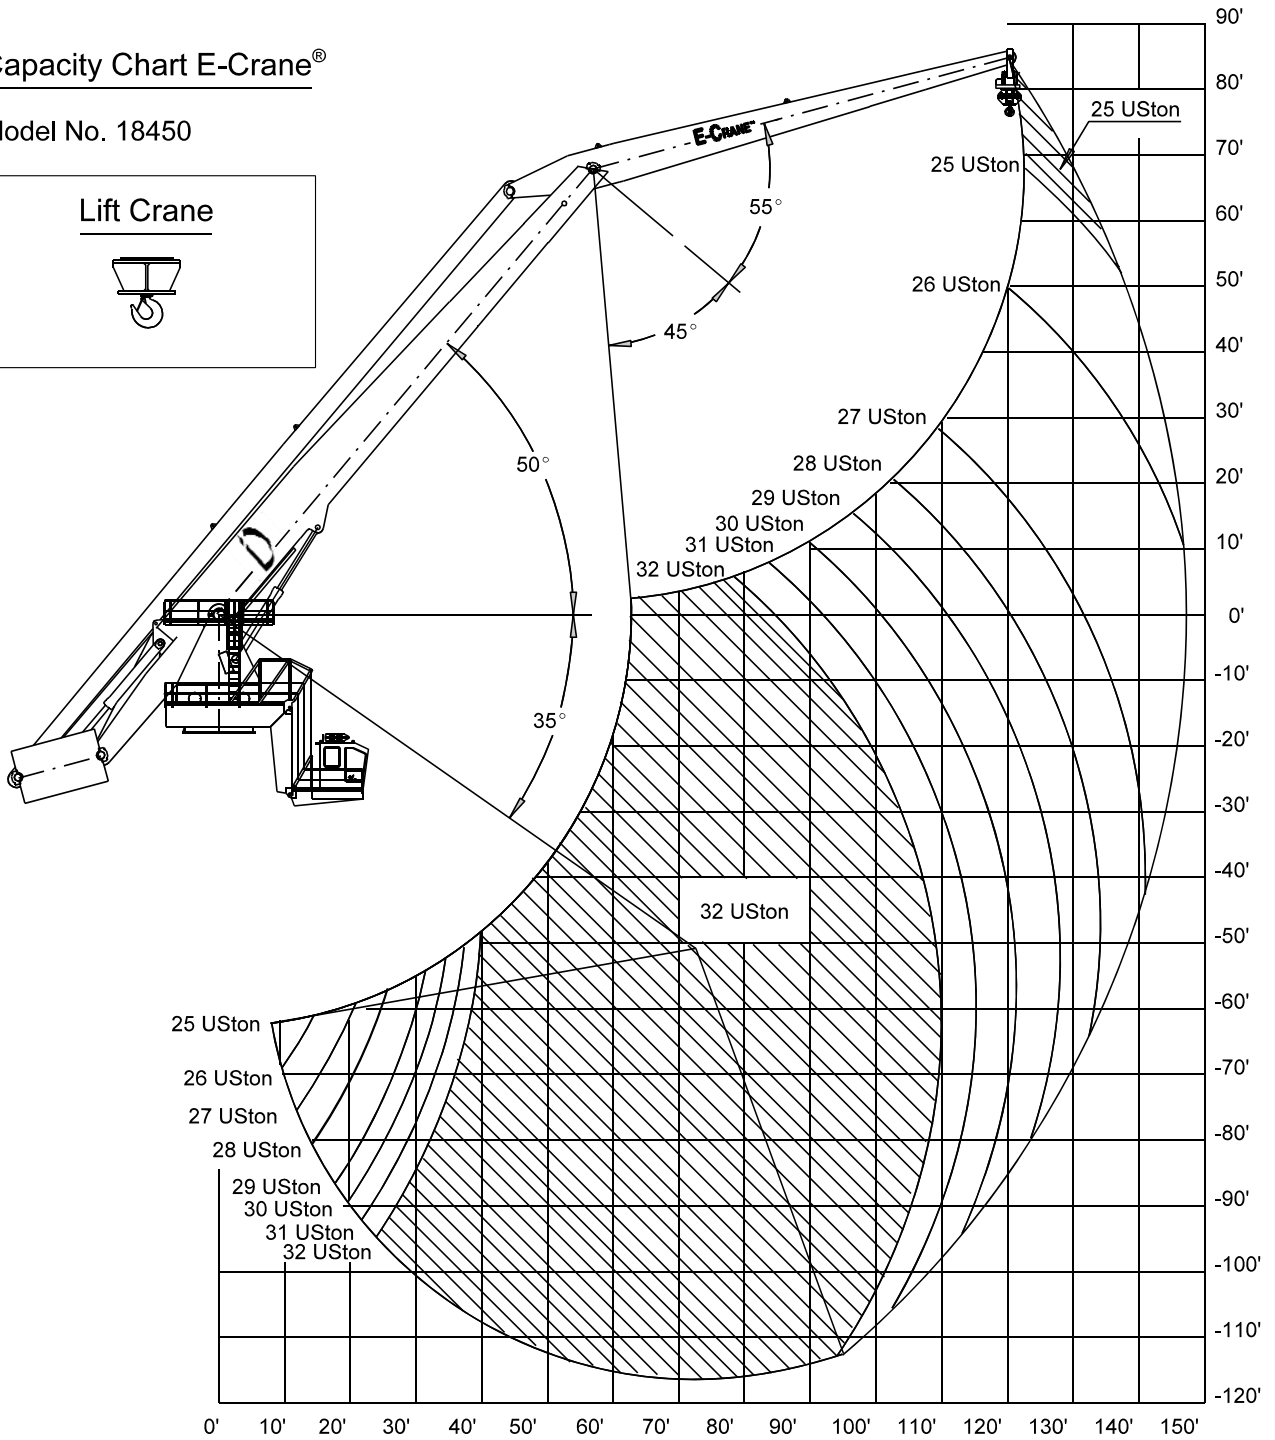 apacity Chart E-Crane®
odel No. 18450
Lift Crane
E-CRANE™
55°
45°
50°
35°
25 USton
25 USton
26 USton
27 USton
28 USton
29 USton
30 USton
31 USton
32 USton
32 USton
25 USton
26 USton
27 USton
28 USton
29 USton
30 USton
31 USton
32 USton
90'
80'
70'
60'
50'
40'
30'
20'
10'
0'
-10'
-20'
-30'
-40'
-50'
-60'
-70'
-80'
-90'
-100'
-110'
-120'
0' 10' 20' 30' 40' 50' 60' 70' 80' 90' 100' 110' 120' 130' 140' 150'